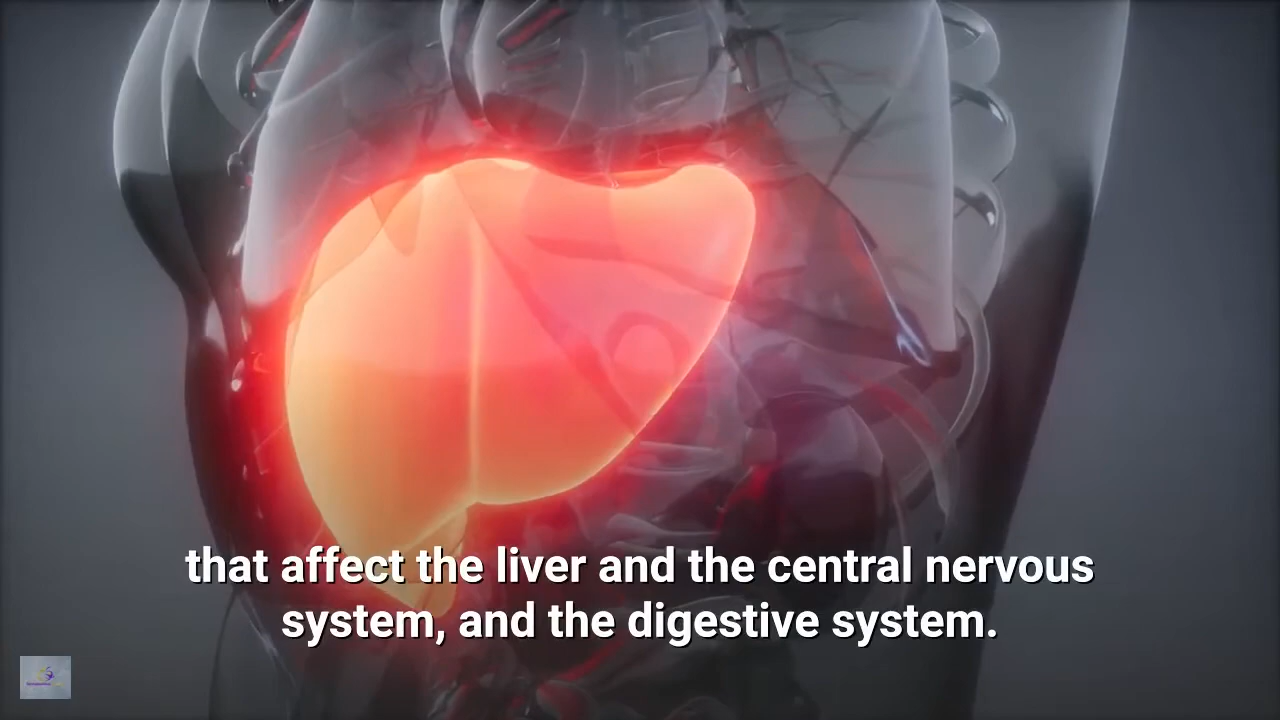 that affect the liver and the central nervous
system, and the digestive system.